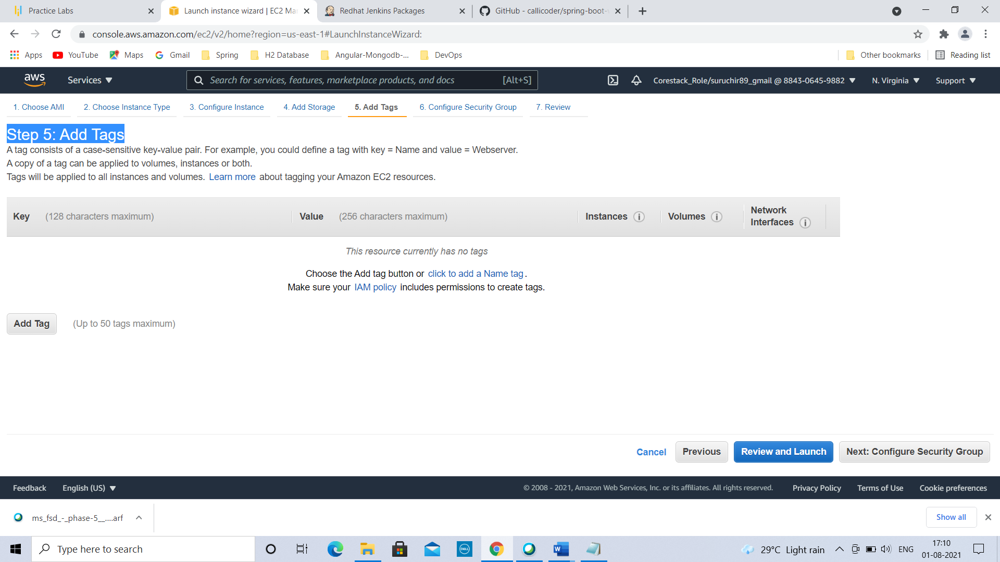 Practice Labs
Launch instance wizard | EC2 Ma
Redhat Jenkins Packages
GitHub - callicoder/spring-boot-
console.aws.amazon.com/ec2/v2/home?region=us-east-1#LaunchInstanceWizard:
Apps
YouTube
Maps
Gmail
Spring
H2 Database
Angular-Mongodb-...
DevOps
Other bookmarks
Reading list
aws
Services
Search for services, features, marketplace products, and docs
[Alt+S]
Corestack_Role/suruchir89_gmail @ 8843-0645-9882
N. Virginia
Support
1. Choose AMI
2. Choose Instance Type
3. Configure Instance
4. Add Storage
5. Add Tags
6. Configure Security Group
7. Review
Step 5: Add Tags
A tag consists of a case-sensitive key-value pair. For example, you could define a tag with key = Name and value = Webserver.
A copy of a tag can be applied to volumes, instances or both.
Tags will be applied to all instances and volumes. Learn more about tagging your Amazon EC2 resources.
Key (128 characters maximum)
Value (256 characters maximum)
Instances
Volumes
Network
Interfaces
This resource currently has no tags
Choose the Add tag button or click to add a Name tag.
Make sure your IAM policy includes permissions to create tags.
Add Tag
(Up to 50 tags maximum)
Cancel
Previous
Review and Launch
Next: Configure Security Group
Feedback
English (US)
© 2008 - 2021, Amazon Web Services, Inc. or its affiliates. All rights reserved.
Privacy Policy
Terms of Use
Cookie preferences
ms_fsd_-_phase-5__....arf
Show all
Type here to search
DELL
W
29°C Light rain
ENG
17:10
01-08-2021